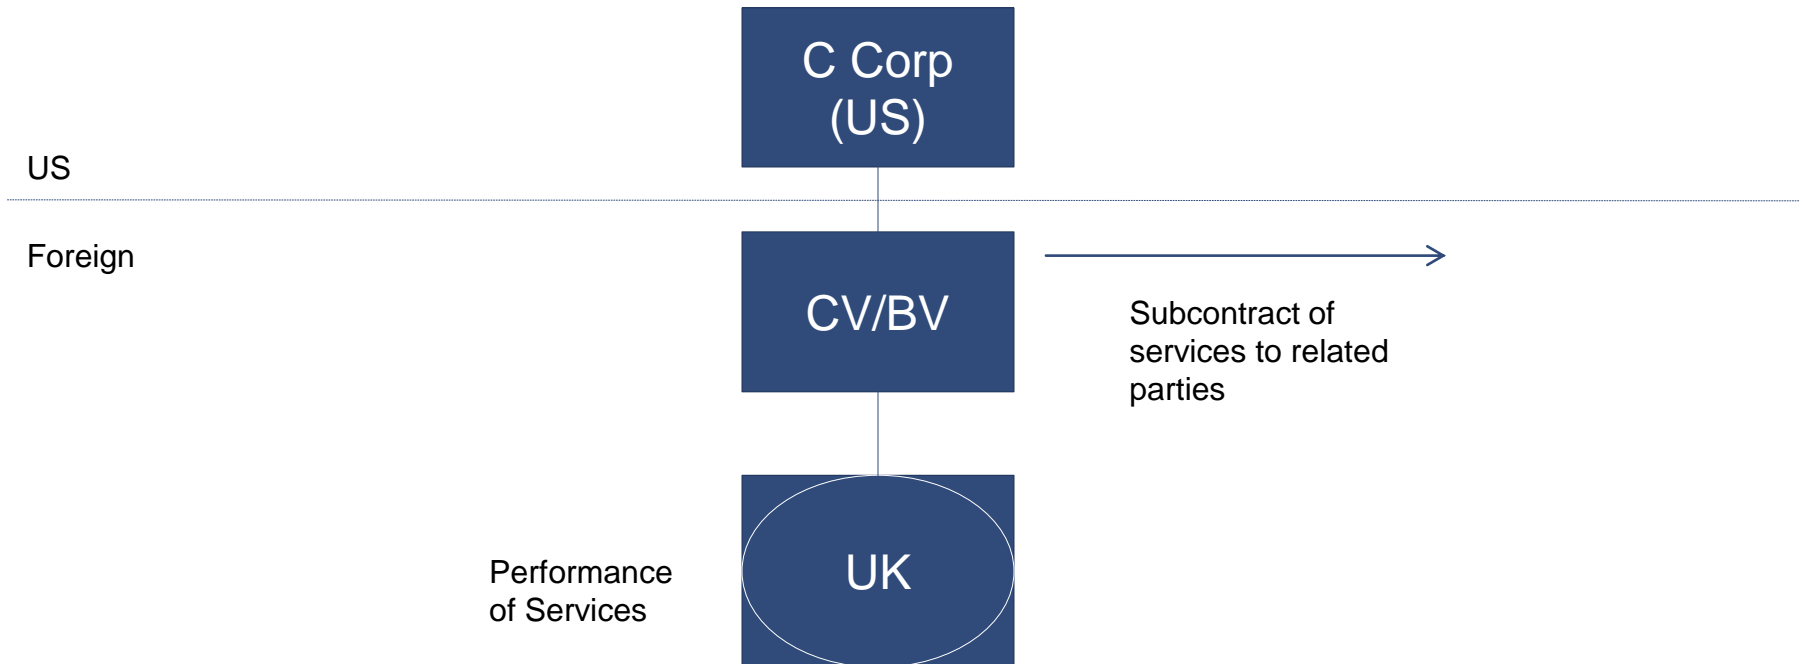 C Corp
(US)
US
Foreign
CV/BV
Subcontract of
services to related
parties
Performance
of Services
UK